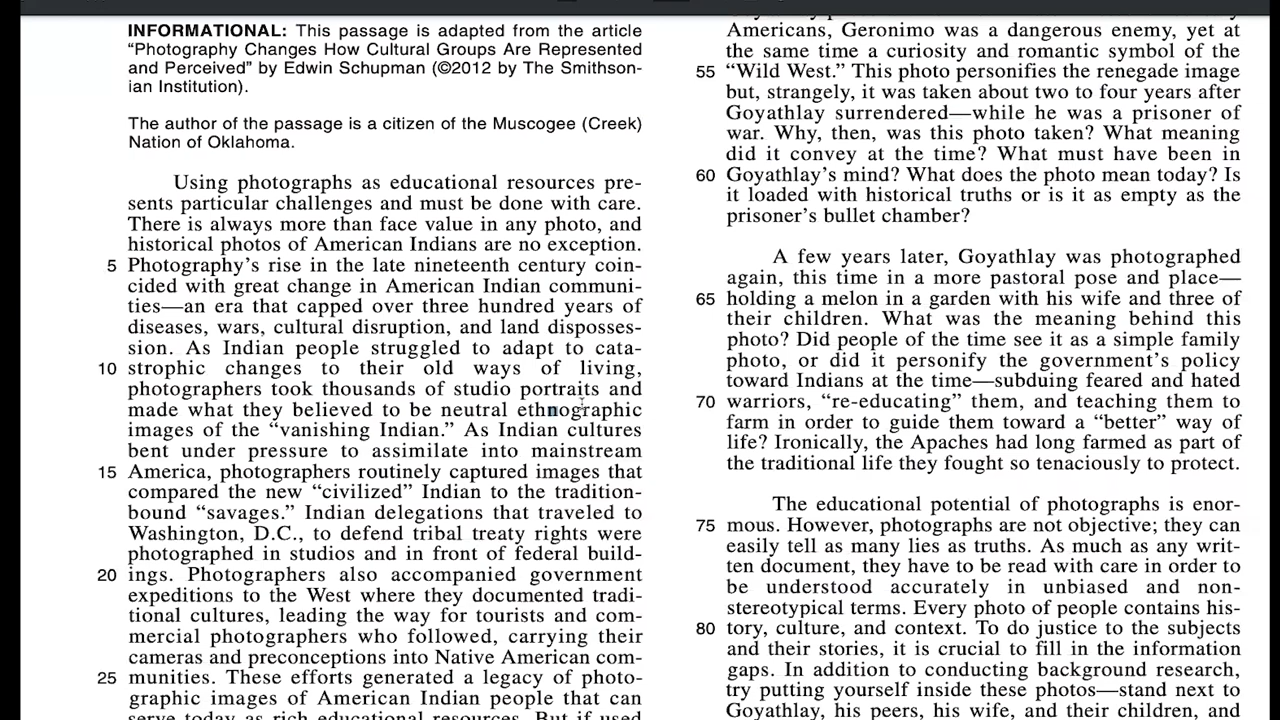 INFORMATIONAL: This passage is adapted from the article
“Photography Changes How Cultural Groups Are Represented
and Perceived” by Edwin Schupman (©2012 by The Smithson-
ian Institution).
The author of the passage is a citizen of the Muscogee (Creek)
Nation of Oklahoma.
Using photographs as educational resources pre-
sents particular challenges and must be done with care.
There is always more than face value in any photo, and
historical photos of American Indians are no exception.
5 Photography’s rise in the late nineteenth century coin-
cided with great change in American Indian communi-
ties—an era that capped over three hundred years of
diseases, wars, cultural disruption, and land disposses-
sion. As Indian people struggled to adapt to cata-
10 strophic changes to their old ways of living,
photographers took thousands of studio portraits and
made what they believed to be neutral ethnographic
images of the “vanishing Indian.” As Indian cultures
bent under pressure to assimilate into mainstream
15 America, photographers routinely captured images that
compared the new “civilized” Indian to the tradition-
bound “savages.” Indian delegations that traveled to
Washington, D.C., to defend tribal treaty rights were
photographed in studios and in front of federal build-
20 ings. Photographers also accompanied government
expeditions to the West where they documented tradi-
tional cultures, leading the way for tourists and com-
mercial photographers who followed, carrying their
cameras and preconceptions into Native American com-
25 munities. These efforts generated a legacy of photo-
graphic images of American Indian people that can
serve today as rich educational resources. But if used
Americans, Geronimo was a dangerous enemy, yet at
the same time a curiosity and romantic symbol of the
55 “Wild West.” This photo personifies the renegade image
but, strangely, it was taken about two to four years after
Goyathlay surrendered—while he was a prisoner of
war. Why, then, was this photo taken? What meaning
did it convey at the time? What must have been in
60 Goyathlay’s mind? What does the photo mean today? Is
it loaded with historical truths or is it as empty as the
prisoner’s bullet chamber?
A few years later, Goyathlay was photographed
again, this time in a more pastoral pose and place—
65 holding a melon in a garden with his wife and three of
their children. What was the meaning behind this
photo? Did people of the time see it as a simple family
photo, or did it personify the government’s policy
toward Indians at the time—subduing feared and hated
70 warriors, “re-educating” them, and teaching them to
farm in order to guide them toward a “better” way of
life? Ironically, the Apaches had long farmed as part of
the traditional life they fought so tenaciously to protect.
The educational potential of photographs is enor-
75 mous. However, photographs are not objective; they can
easily tell as many lies as truths. As much as any writ-
ten document, they have to be read with care in order to
be understood accurately in unbiased and non-
stereotypical terms. Every photo of people contains his-
80 tory, culture, and context. To do justice to the subjects
and their stories, it is crucial to fill in the information
gaps. In addition to conducting background research,
try putting yourself inside these photos—stand next to
Goyathlay, his peers, his wife, and their children, and